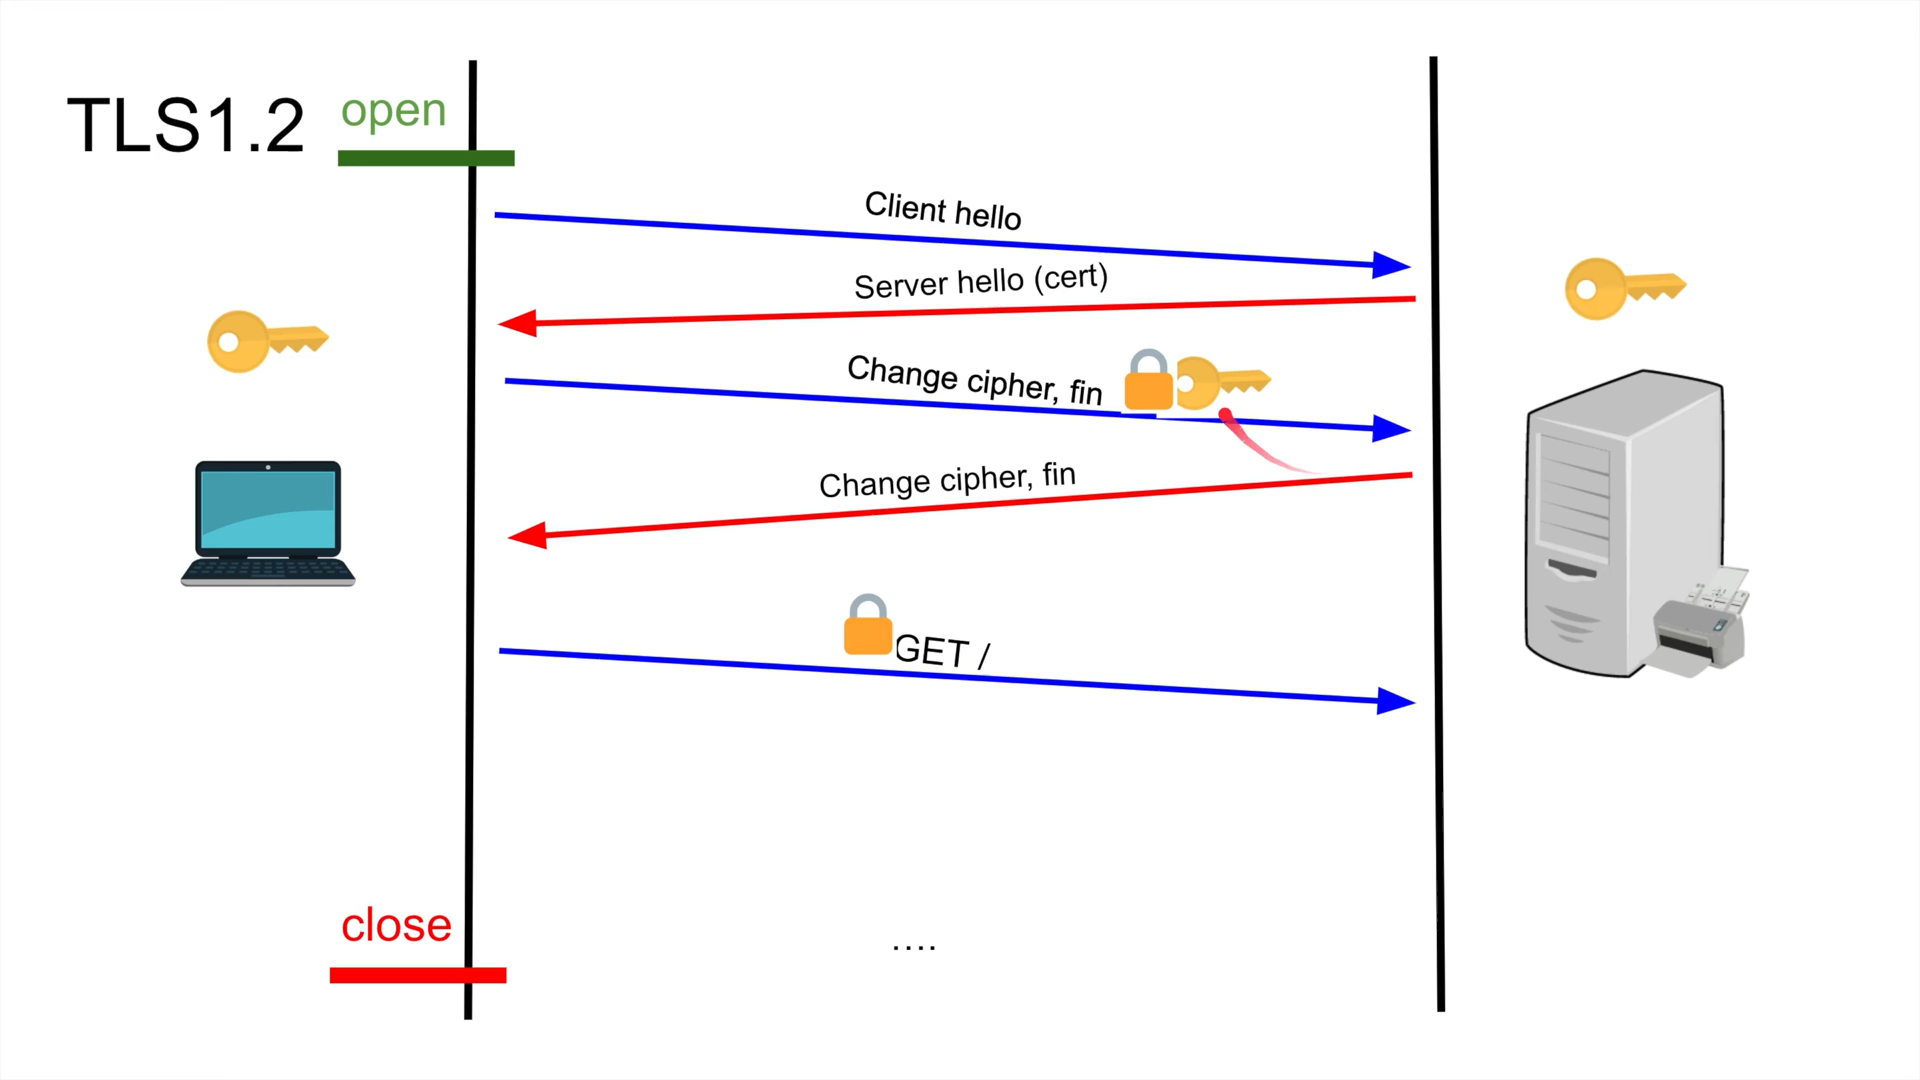 TLS1.2
open
Client hello
Server hello (cert)
Change cipher, fin
Change cipher, fin
GET /
close
....